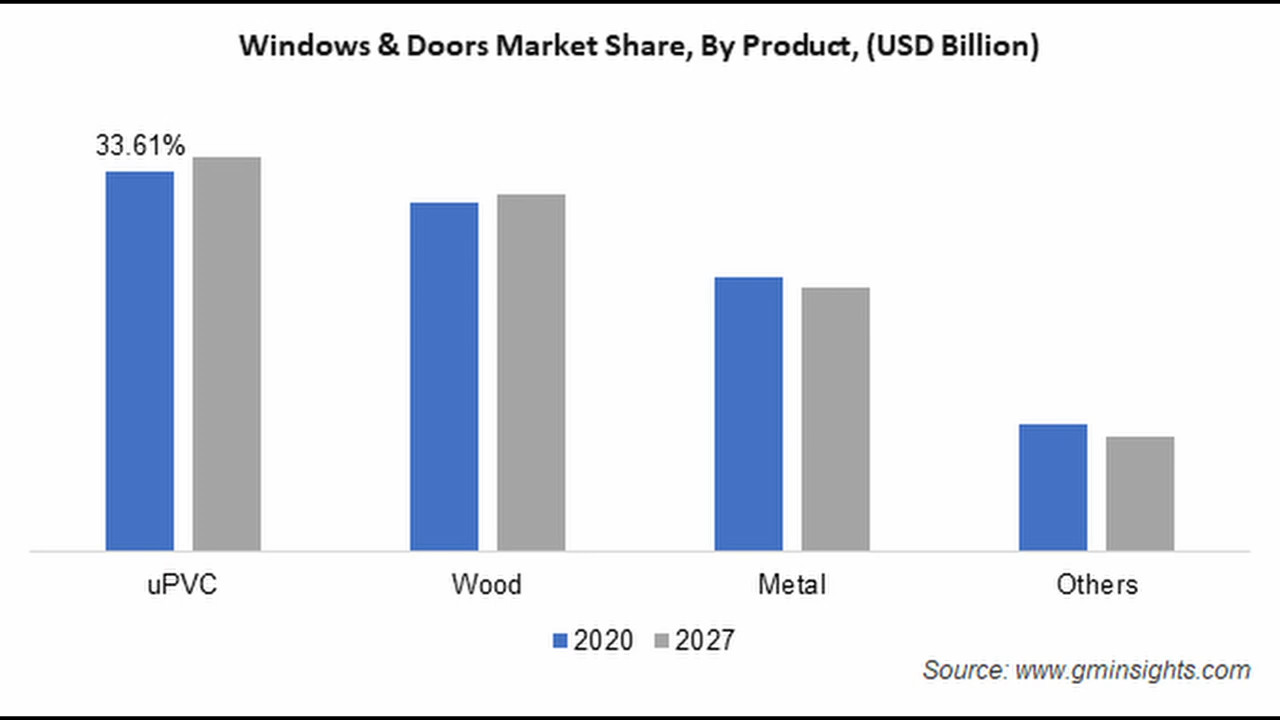 Windows & Doors Market Share, By Product, (USD Billion)
33.61%
uPVC Wood Metal Others
2020 2027
Source: www.gminsights.com